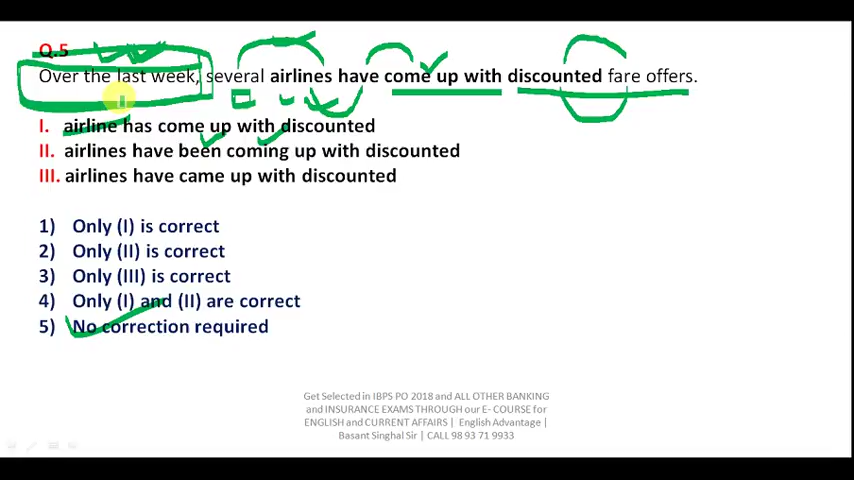 Q.5
Over the last week, several airlines have come up with discounted fare offers.
I. airline has come up with discounted
II. airlines have been coming up with discounted
III. airlines have came up with discounted
1) Only (I) is correct
2) Only (II) is correct
3) Only (III) is correct
4) Only (I) and (II) are correct
5) No correction required
Get Selected in IBPS PO 2018 and ALL OTHER BANKING
and INSURANCE EXAMS THROUGH our E- COURSE for
ENGLISH and CURRENT AFFAIRS | English Advantage |
Basant Singhal Sir | CALL 98 93 71 9933